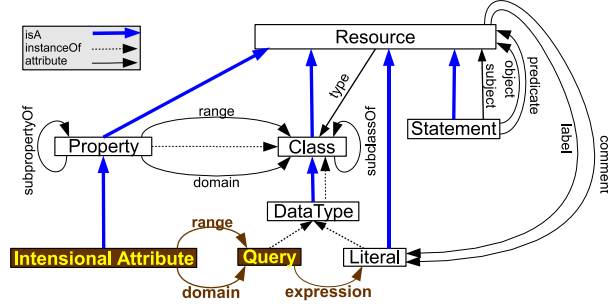 isA
instanceOf
attribute
Resource
type
subject
object
predicate
label
comment
subpropertyOf
Property
range
domain
Class
subclassOf
Statement
DataType
Intensional Attribute
range
domain
Query
expression
Literal